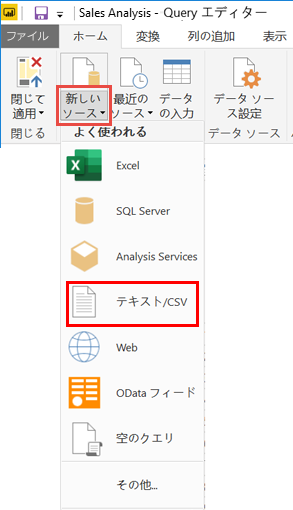 Sales Analysis - Query エディター
ファイル ホーム 変換 列の追加 表示
閉じて
適用
新しい
ソース
最近の
ソース
データ
の入力
データ ソー
ス設定
閉じる
データ ソース
よく使われる
Excel
SQL Server
Analysis Services
テキスト/CSV
Web
OData フィード
空のクエリ
その他...